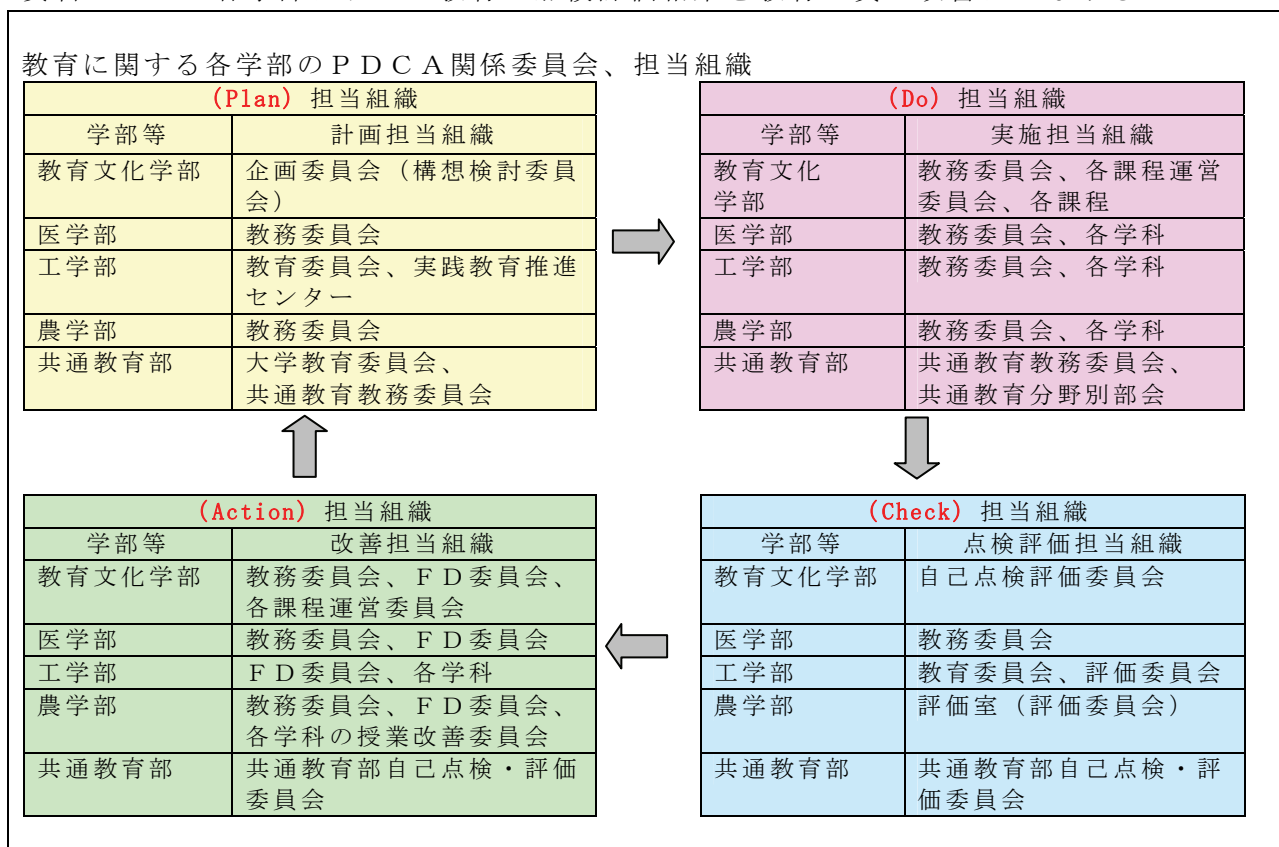 教育に関する各学部のＰＤＣＡ関係委員会、担当組織
(Plan) 担当組織
学部等 計画担当組織
教育文化学部 企画委員会（構想検討委員
会）
医学部 教務委員会
工学部 教育委員会、実践教育推進
センター
農学部 教務委員会
共通教育部 大学教育委員会、
共通教育教務委員会
(Do) 担当組織
学部等 実施担当組織
教育文化 教務委員会、各課程運営
学部 委員会、各課程
医学部 教務委員会、各学科
工学部 教務委員会、各学科
農学部 教務委員会、各学科
共通教育部 共通教育教務委員会、
共通教育分野別部会
(Action) 担当組織
学部等 改善担当組織
教育文化学部 教務委員会、ＦＤ委員会、
各課程運営委員会
医学部 教務委員会、ＦＤ委員会
工学部 ＦＤ委員会、各学科
農学部 教務委員会、ＦＤ委員会、
各学科の授業改善委員会
共通教育部 共通教育部自己点検・評価
委員会
(Check) 担当組織
学部等 点検評価担当組織
教育文化学部 自己点検評価委員会
医学部 教務委員会
工学部 教育委員会、評価委員会
農学部 評価室（評価委員会）
共通教育部 共通教育部自己点検・評
価委員会